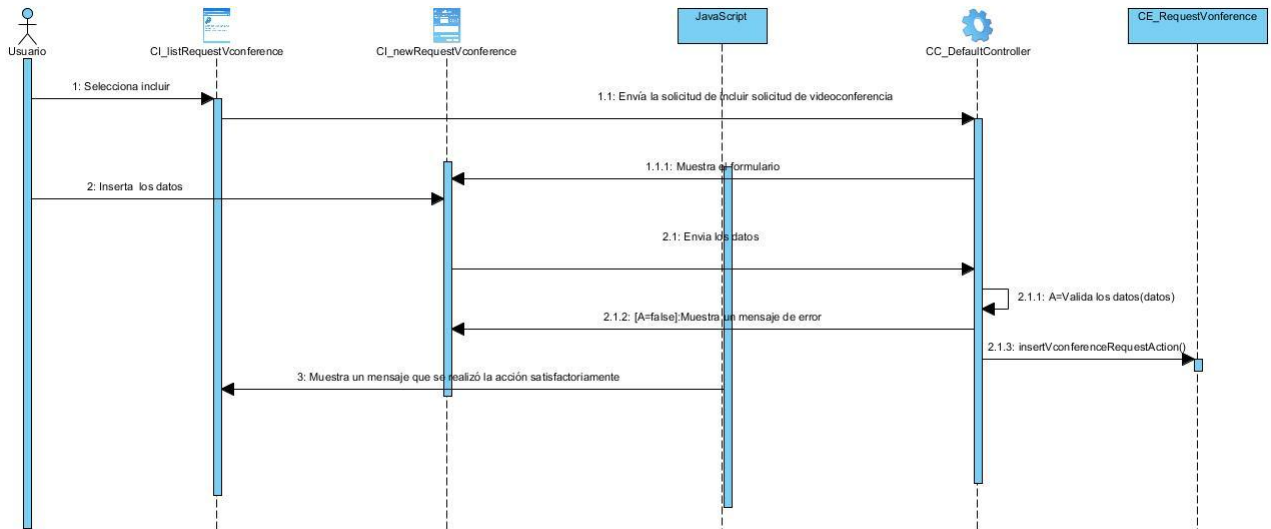 JavaScript
CE_RequestVonference
Usuario
CI_listRequestVconference
CI_newRequestVconference
CC_DefaultController
1: Selecciona incluir
1.1: Envía la solicitud de incluir solicitud de videoconferencia
1.1.1: Muestra el formulario
2: Inserta los datos
2.1: Envia los datos
2.1.1: A=Valida los datos(datos)
2.1.2: [A=false]:Muestra un mensaje de error
2.1.3: insertVconferenceRequestAction()
3: Muestra un mensaje que se realizó la acción satisfactoriamente